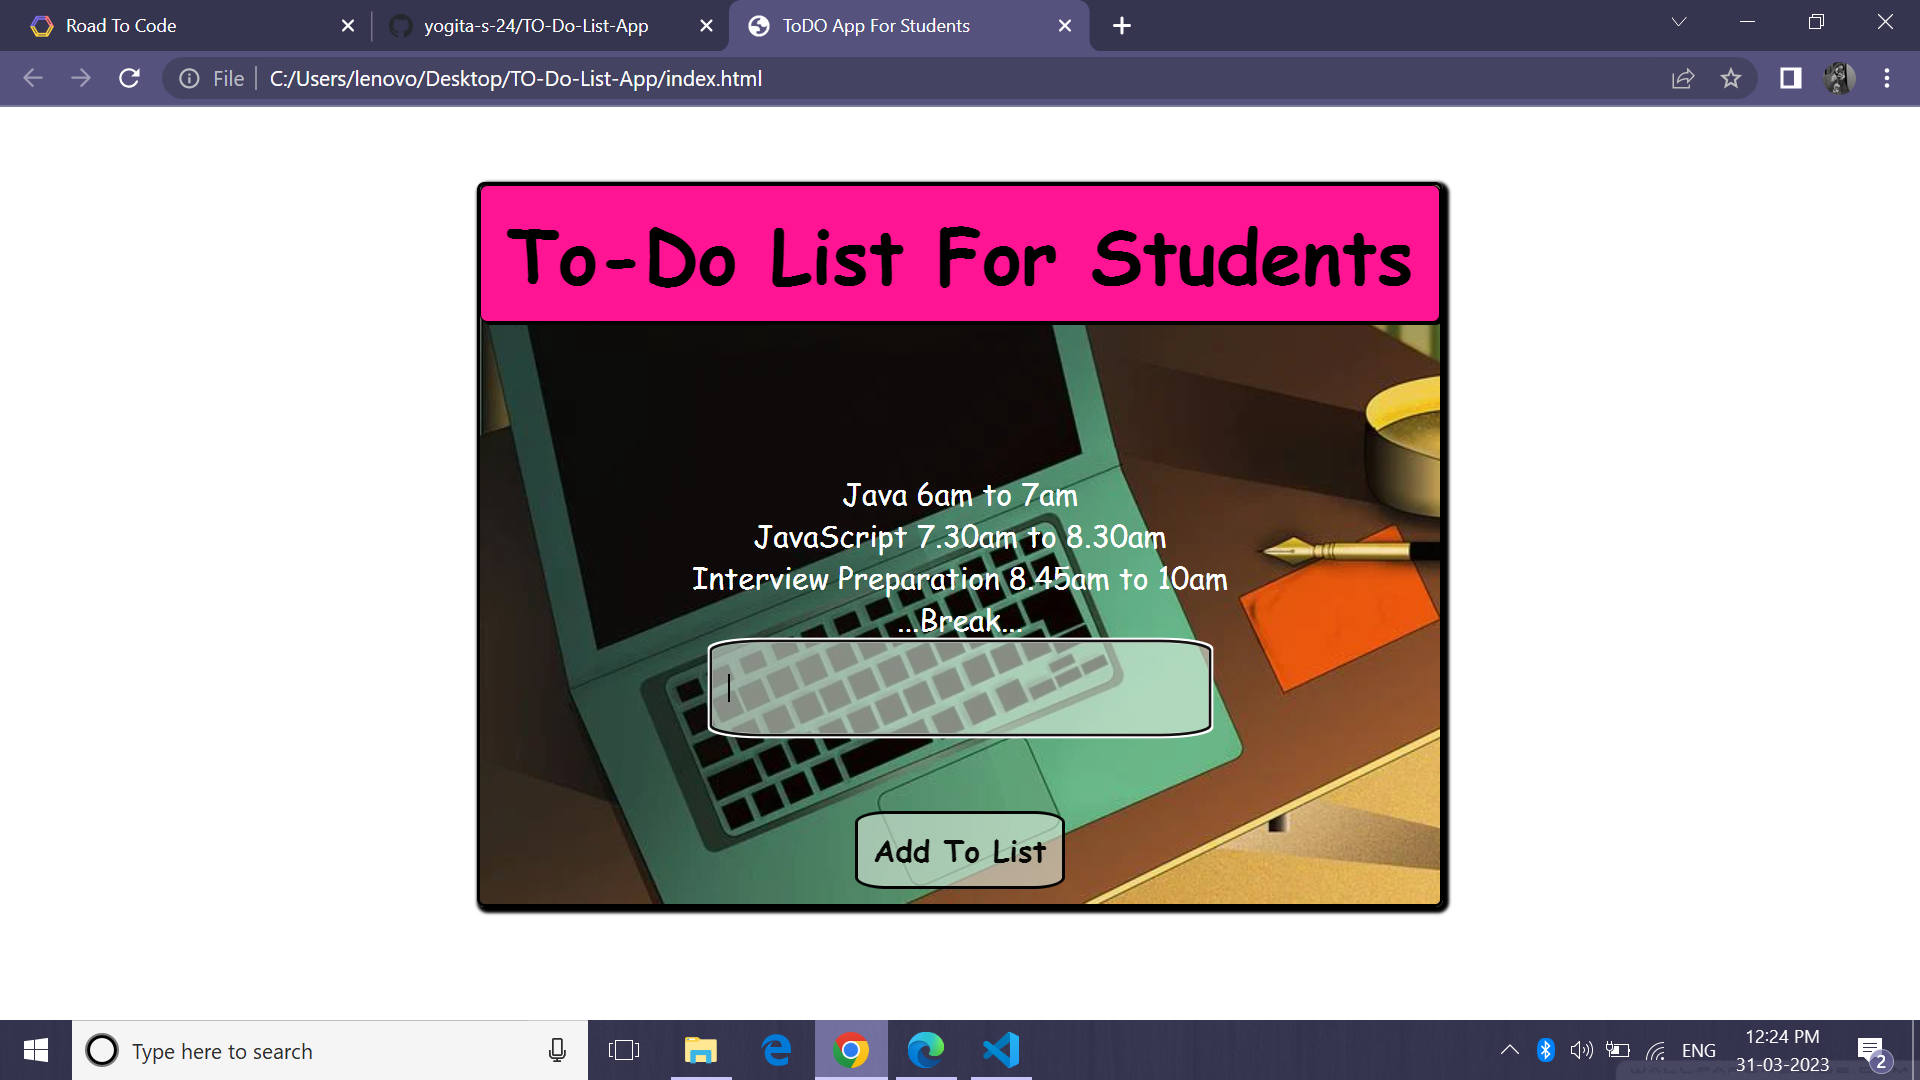 Road To Code
yogita-s-24/TO-Do-List-App
ToDO App For Students
File
C:/Users/lenovo/Desktop/TO-Do-List-App/index.html
To-Do List For Students
Java 6am to 7am
JavaScript 7.30am to 8.30am
Interview Preparation 8.45am to 10am
...Break...
Add To List
Type here to search
ENG
12:24 PM
31-03-2023
2